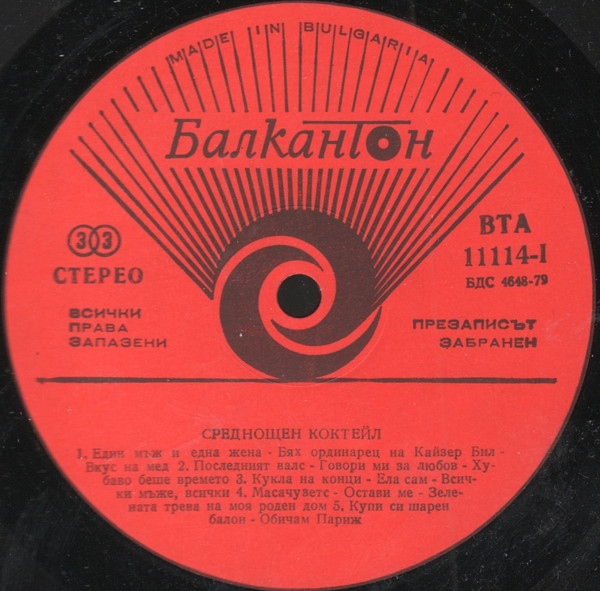 MADE IN BULGARIA
Балкантон
33
СТЕРЕО
ВТА
11114-I
БДС 4648-79
ВСИЧКИ
ПРАВА
ЗАПАЗЕНИ
ПРЕЗАПИСЪТ
ЗАБРАНЕН
СРЕДНОЩЕН КОКТЕЙЛ
1. Един мъж и една жена - Бях ординарец на Кайзер Бил -
Вкус на мед 2. Последният валс - Говори ми за любов - Ху-
баво беше времето 3. Кукла на конци - Ела сам - Всич-
ки мъже, всички 4. Масачузетс - Остави ме - Зеле-
ната трева на моя роден дом 5. Купи си шарен
балон - Обичам Париж